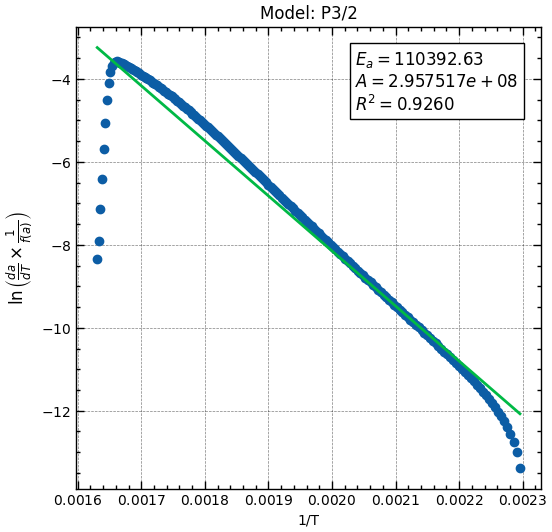 Model: P3/2
E_a = 110392.63
A = 2.957517e + 08
R^2 = 0.9260
ln(da/dT × 1/f(a))
−4
−6
−8
−10
−12
0.0016 0.0017 0.0018 0.0019 0.0020 0.0021 0.0022 0.0023
1/T